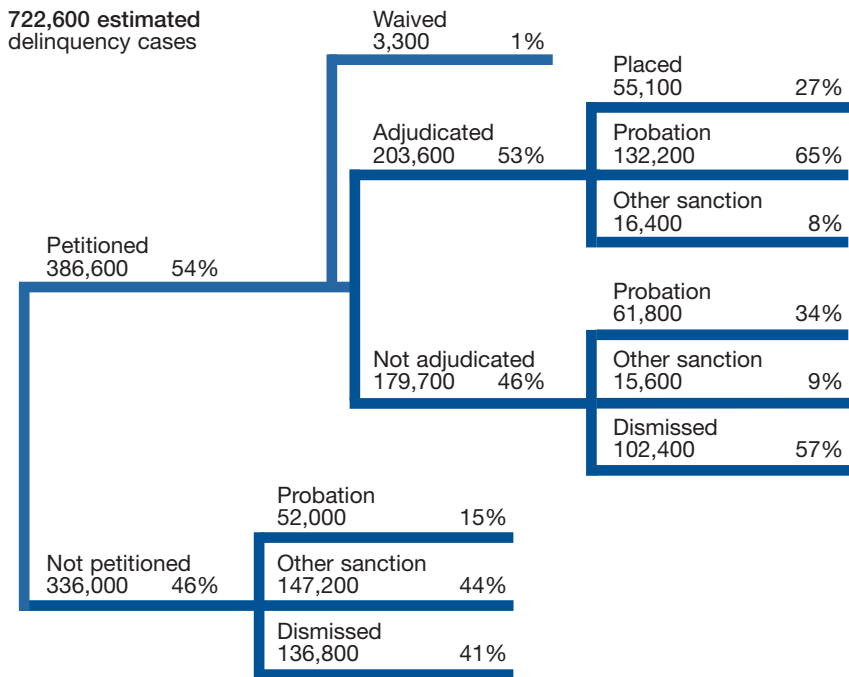 722,600 estimated
delinquency cases
Waived
3,300 1%
Placed
55,100 27%
Adjudicated
203,600 53%
Probation
132,200 65%
Other sanction
16,400 8%
Petitioned
386,600 54%
Probation
61,800 34%
Not adjudicated
179,700 46%
Other sanction
15,600 9%
Dismissed
102,400 57%
Probation
52,000 15%
Not petitioned
336,000 46%
Other sanction
147,200 44%
Dismissed
136,800 41%